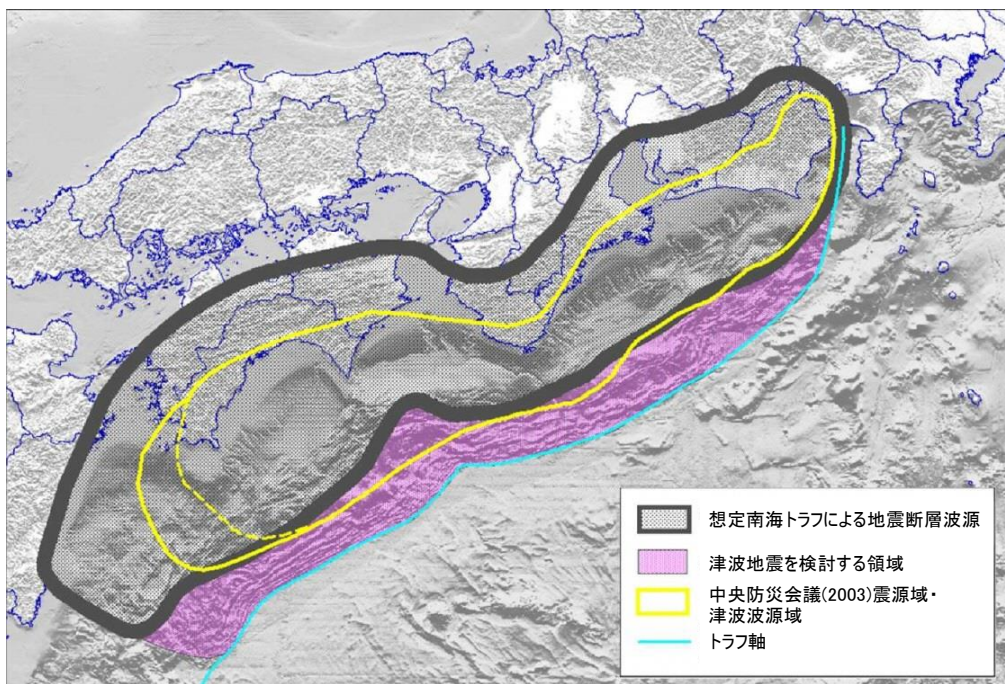 想定南海トラフによる地震断層波源
津波地震を検討する領域
中央防災会議(2003)震源域・
津波波源域
トラフ軸